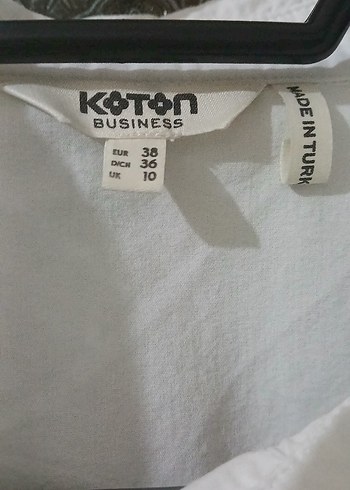 KOTON
BUSINESS
EUR 38
D/CH 36
UK 10
MADE IN TURK